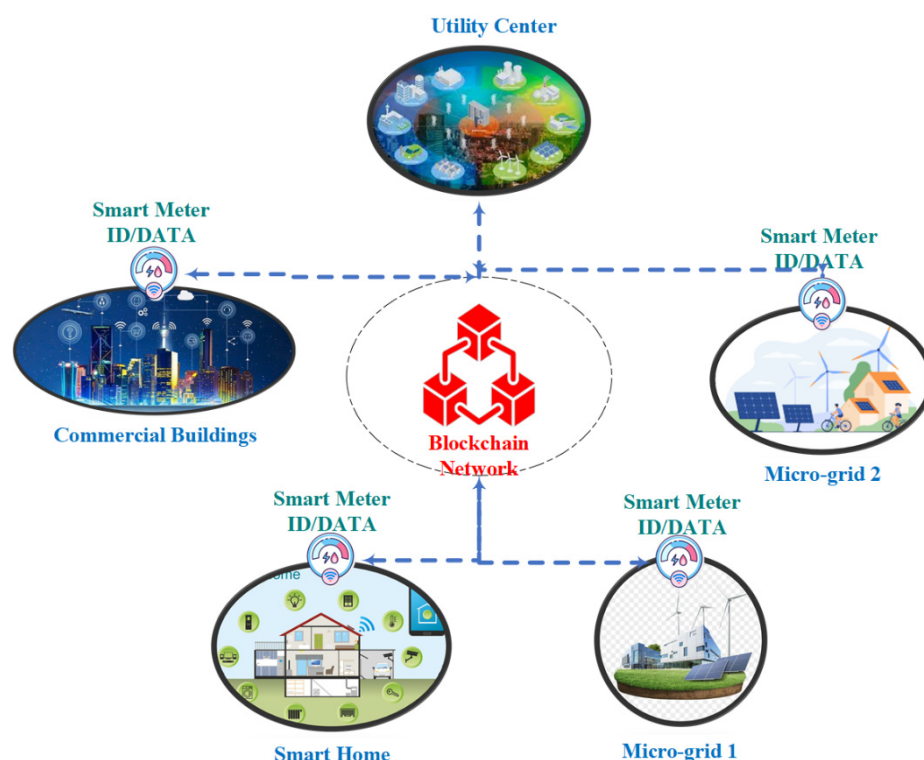 Utility Center
Smart Meter
ID/DATA
Smart Meter
ID/DATA
Commercial Buildings
Blockchain
Network
Micro-grid 2
Smart Meter
ID/DATA
Smart Meter
ID/DATA
ome
Smart Home
Micro-grid 1